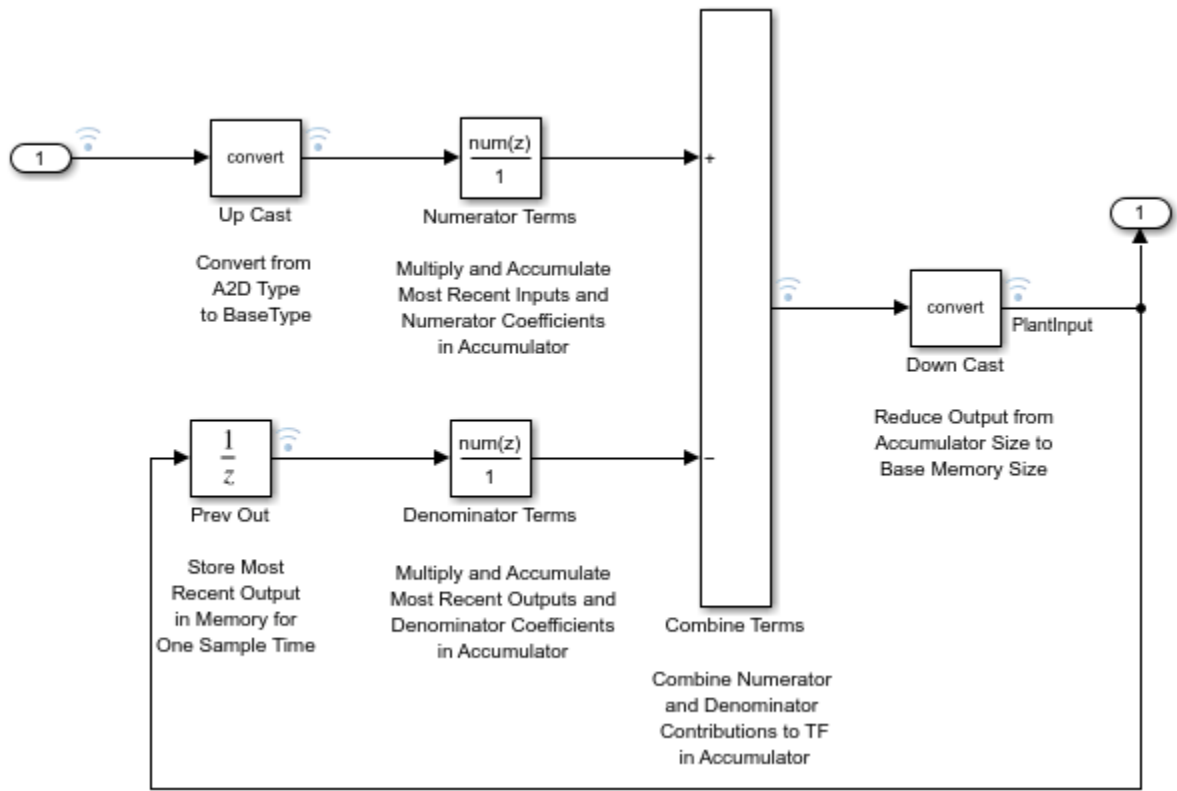 1
convert
Up Cast
Convert from
A2D Type
to BaseType
num(z)
1
Numerator Terms
Multiply and Accumulate
Most Recent Inputs and
Numerator Coefficients
in Accumulator
1
z
Prev Out
Store Most
Recent Output
in Memory for
One Sample Time
num(z)
1
Denominator Terms
Multiply and Accumulate
Most Recent Outputs and
Denominator Coefficients
in Accumulator
+
−
Combine Terms
Combine Numerator
and Denominator
Contributions to TF
in Accumulator
convert
Down Cast
Reduce Output from
Accumulator Size to
Base Memory Size
PlantInput
1